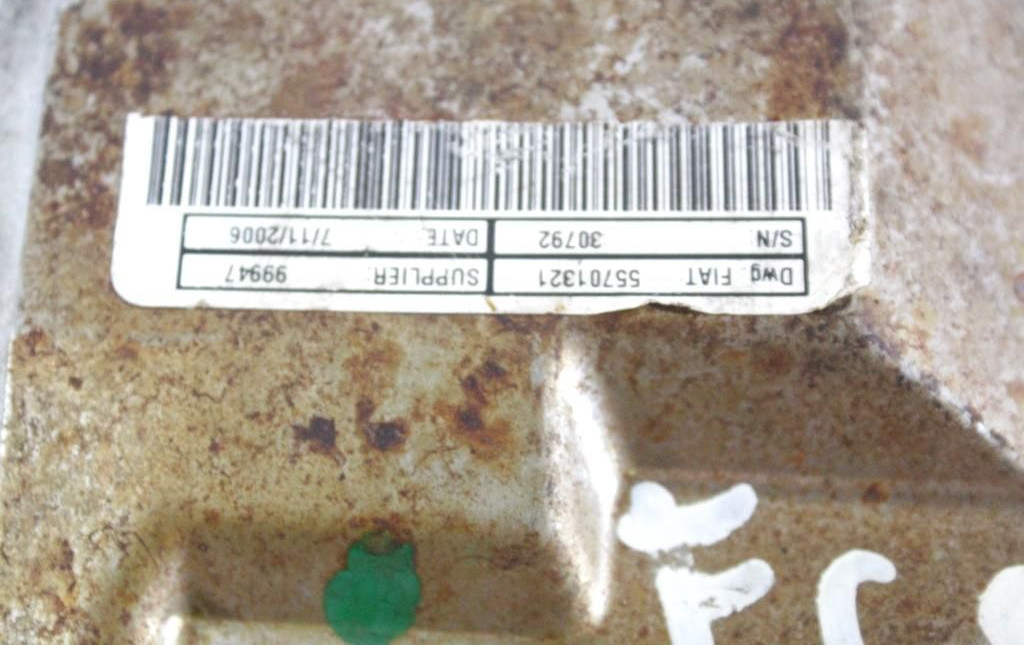 Dwg. FIAT 55701321 SUPPLIER: 99947
S/N: 30792 DATE: 7/11/2006